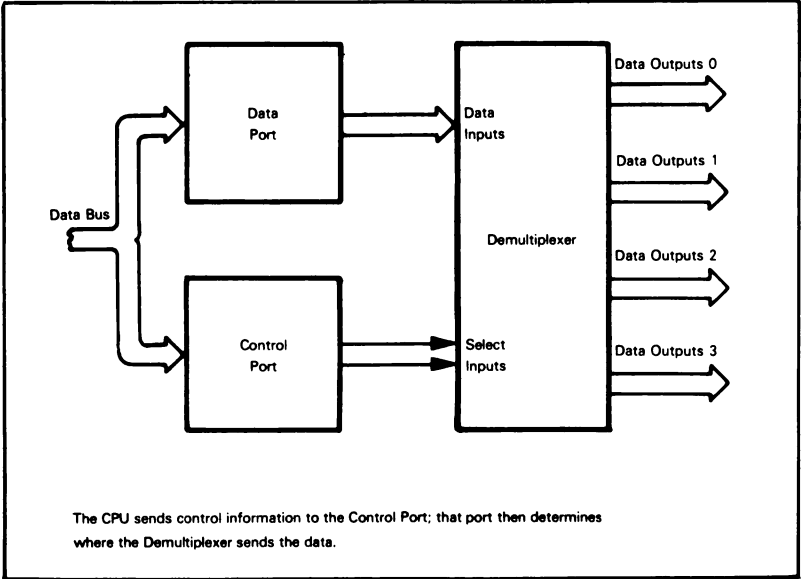 Data Outputs 0
Data
Port
Data
Inputs
Data Outputs 1
Data Bus
Demultiplexer
Data Outputs 2
Control
Port
Select
Inputs
Data Outputs 3
The CPU sends control information to the Control Port; that port then determines
where the Demultiplexer sends the data.